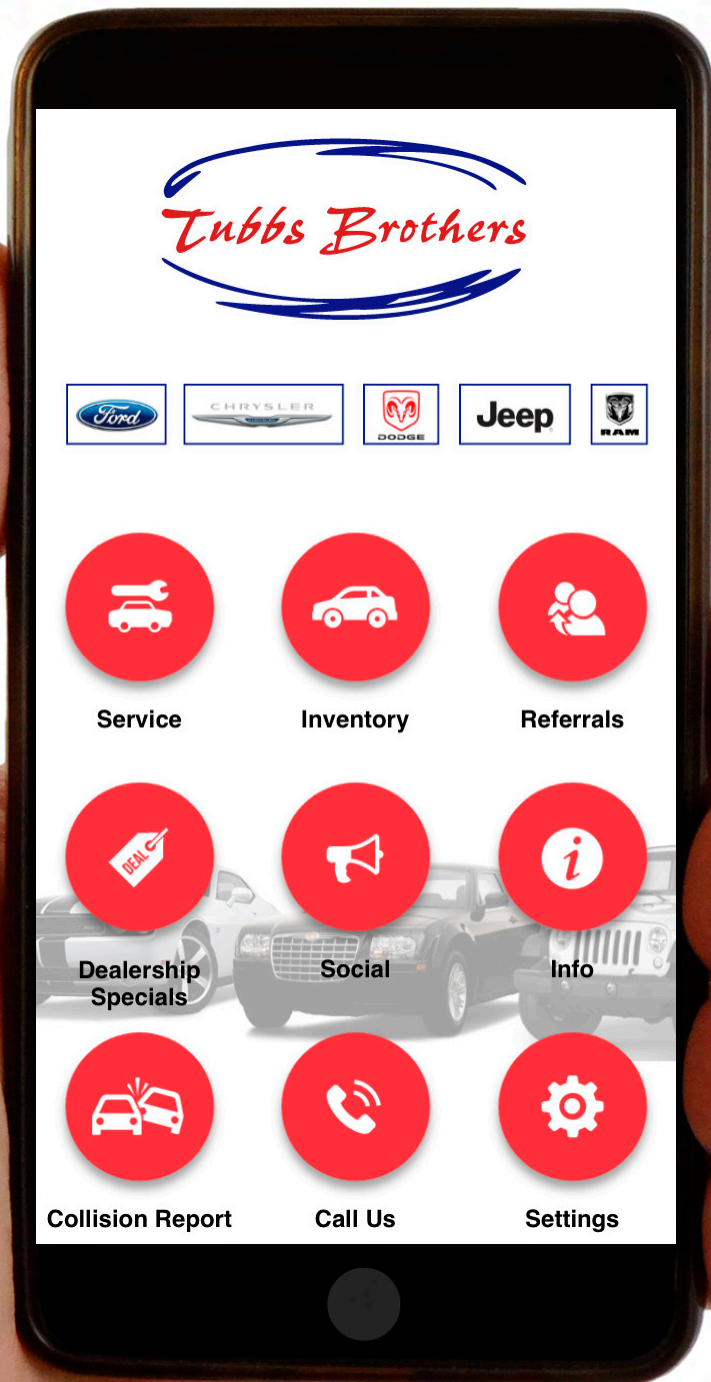 Tubbs Brothers
Ford
CHRYSLER
DODGE
Jeep
RAM
Service
Inventory
Referrals
DEAL
Dealership
Specials
Social
Info
Collision Report
Call Us
Settings